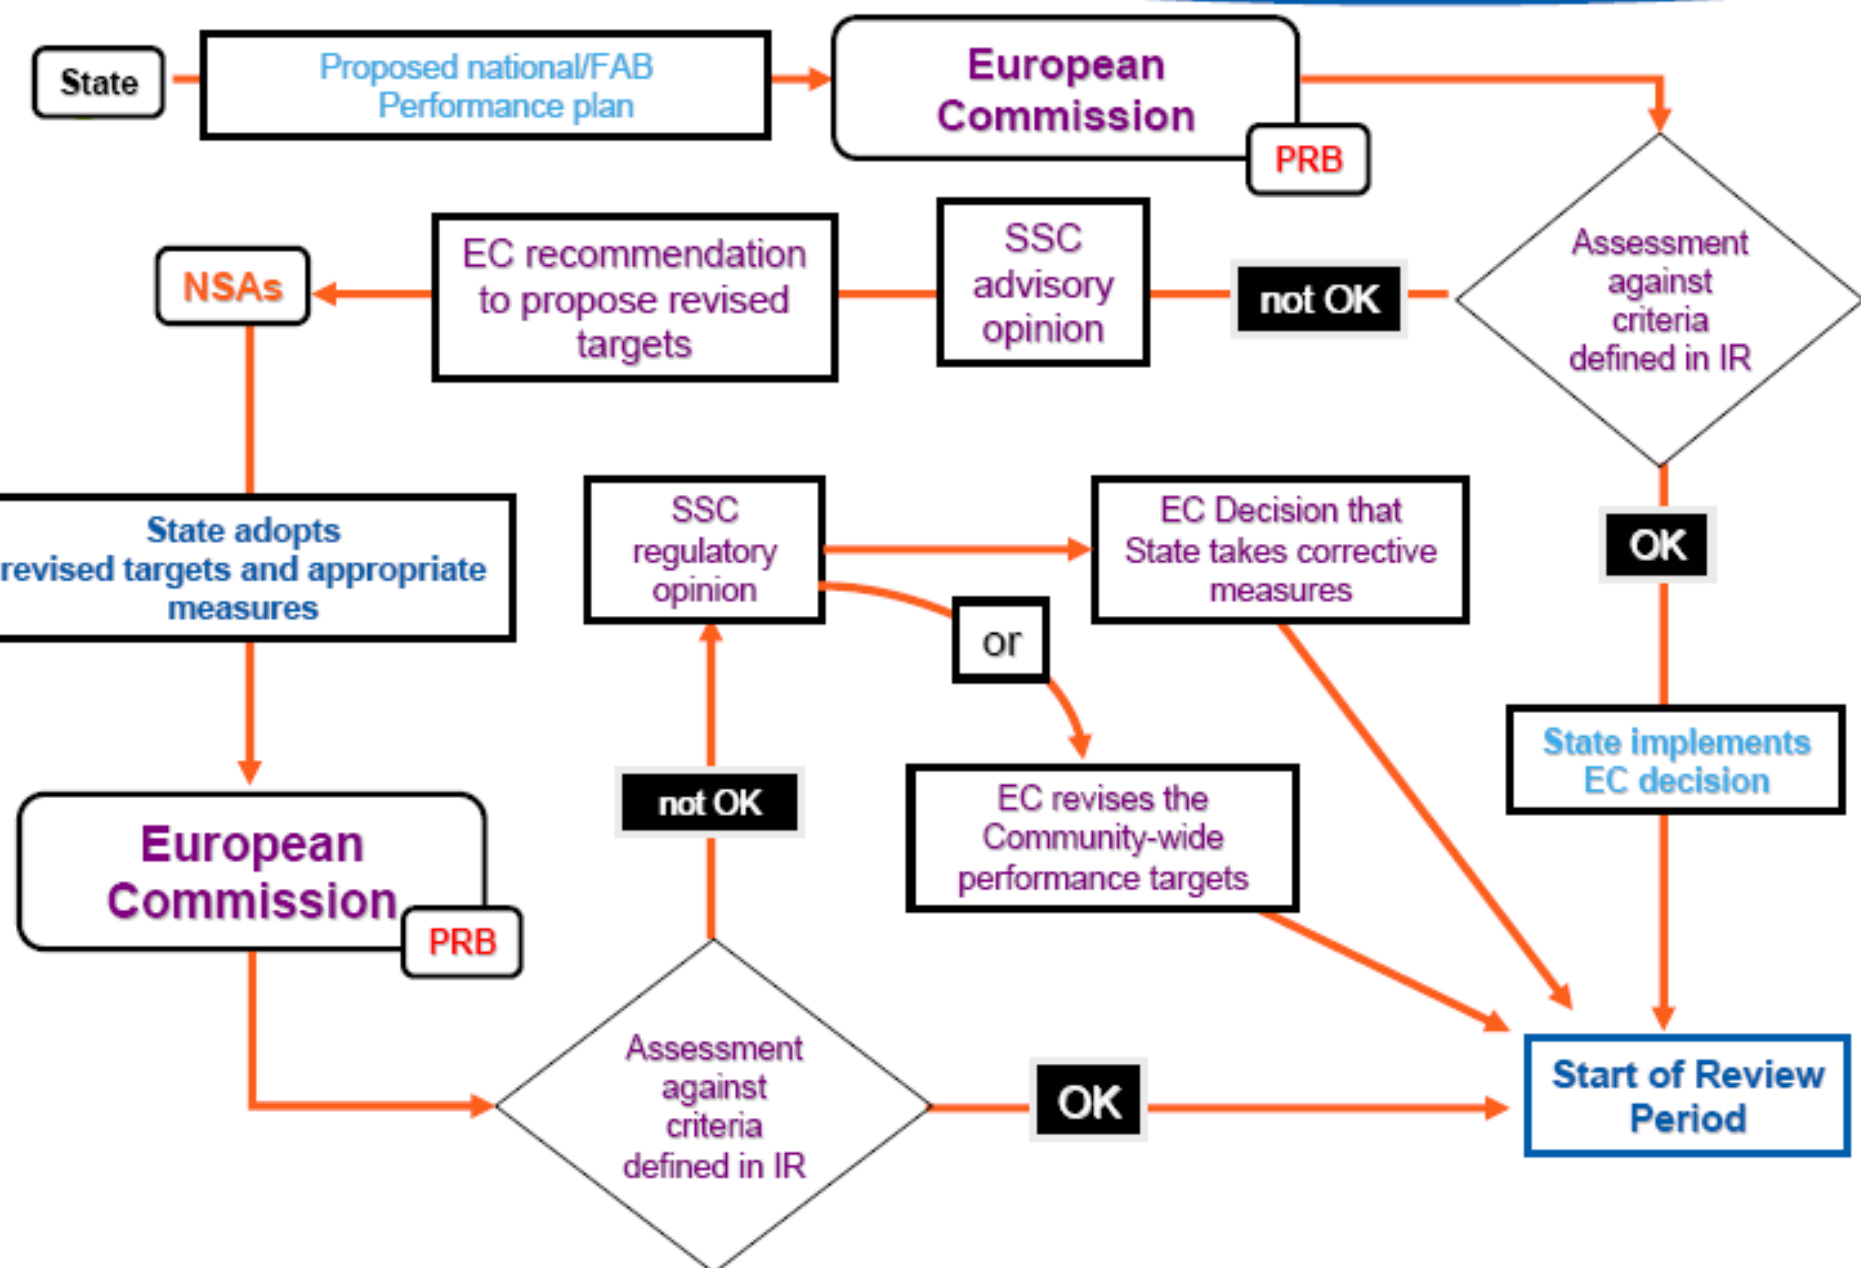 State
Proposed national/FAB
Performance plan
European
Commission
PRB
Assessment
against
criteria
defined in IR
not OK
SSC
advisory
opinion
EC recommendation
to propose revised
targets
NSAs
State adopts
revised targets and appropriate
measures
European
Commission
PRB
Assessment
against
criteria
defined in IR
not OK
SSC
regulatory
opinion
or
EC Decision that
State takes corrective
measures
EC revises the
Community-wide
performance targets
OK
OK
State implements
EC decision
Start of Review
Period